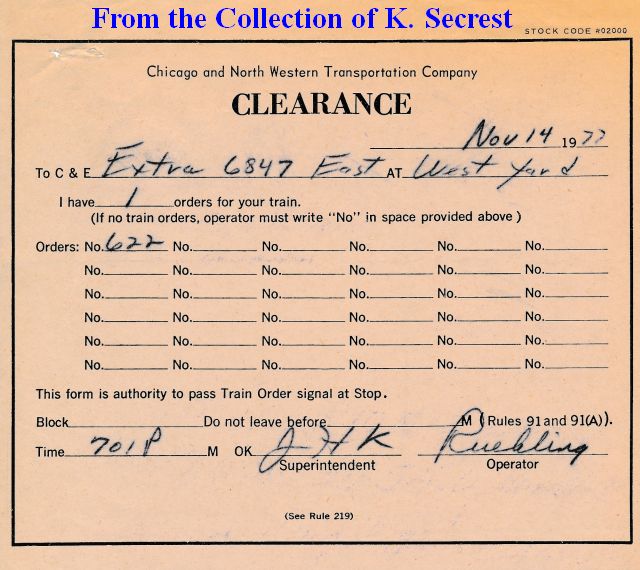 From the Collection of K. Secrest
STOCK CODE #02000
Chicago and North Western Transportation Company
CLEARANCE
Nov 14 1977
To C & E Extra 6847 East AT West Yard
I have 1 orders for your train.
(If no train orders, operator must write "No" in space provided above)
Orders: No. 622 No. No. No. No. No.
No. No. No. No. No. No.
No. No. No. No. No. No.
No. No. No. No. No. No.
No. No. No. No. No. No.
No. No. No. No. No. No.
This form is authority to pass Train Order signal at Stop.
Block Do not leave before M (Rules 91 and 91(A)).
Time 701P M OK JHK Ruehling
Superintendent Operator
(See Rule 219)